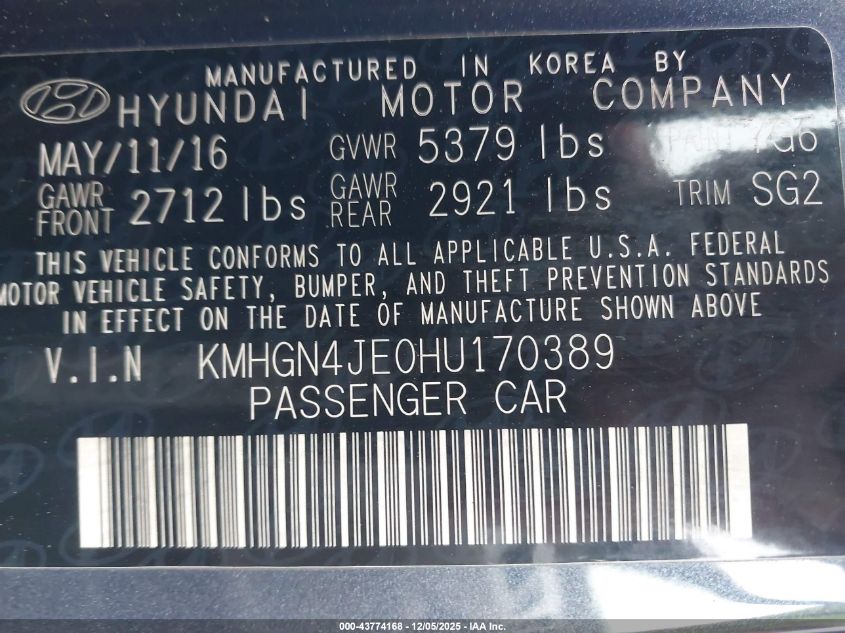 MANUFACTURED IN KOREA BY
HYUNDAI MOTOR COMPANY
MAY/11/16 GVWR 5379 lbs PAINT
GAWR FRONT 2712 lbs GAWR REAR 2921 lbs TRIM SG2
THIS VEHICLE CONFORMS TO ALL APPLICABLE U.S.A. FEDERAL
MOTOR VEHICLE SAFETY, BUMPER, AND THEFT PREVENTION STANDARDS
IN EFFECT ON THE DATE OF MANUFACTURE SHOWN ABOVE
V.I.N KMHGN4JE0HU170389
PASSENGER CAR
000-43774168 - 12/05/2025 - IAA Inc.